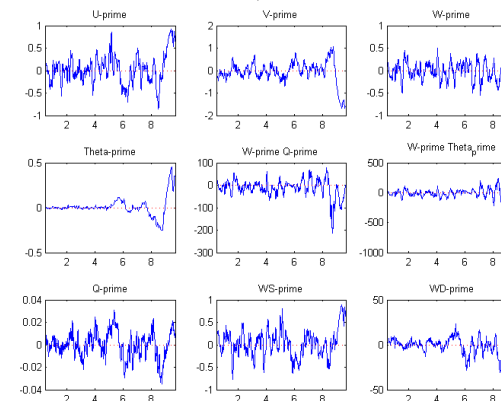 U-prime V-prime W-prime
1 2 1
0.5 1 0.5
0 0 0
-0.5 -1 -0.5
-1 -2 -1
2 4 6 8 2 4 6 8 2 4 6 8
Theta-prime W-prime Q-prime W-prime Theta_prime
0.5 100 500
0 0 0
-100
-200 -500
-0.5 -300 -1000
2 4 6 8 2 4 6 8 2 4 6 8
Q-prime WS-prime WD-prime
0.04 1 50
0.02 0.5
0 0 0
-0.02 -0.5
-0.04 -1 -50
2 4 6 8 2 4 6 8 2 4 6 8